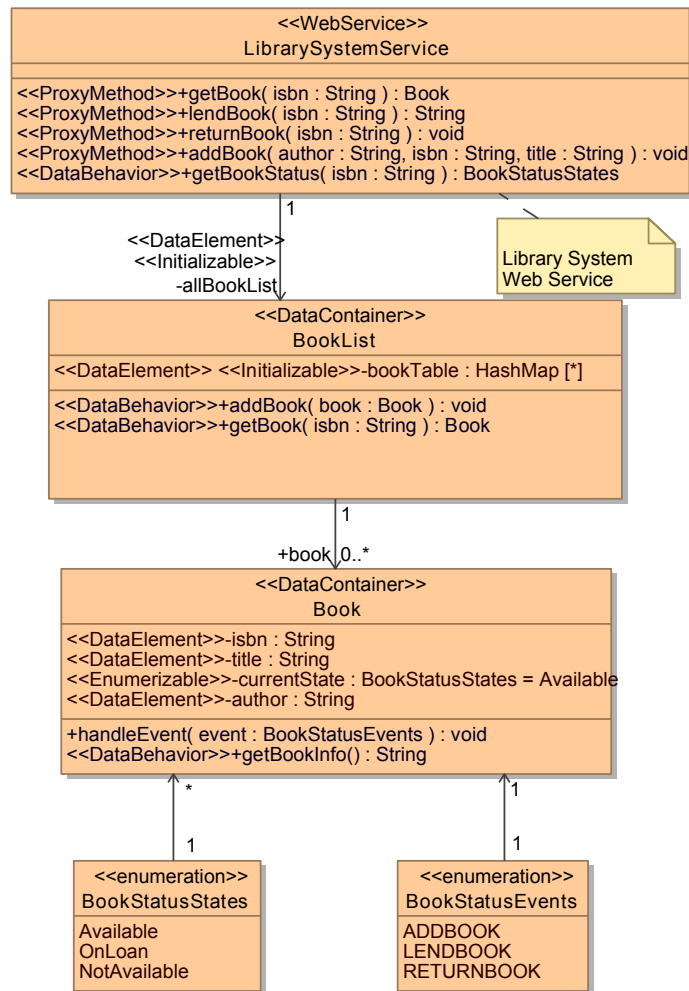 <<WebService>>
LibrarySystemService
<<ProxyMethod>>+getBook( isbn : String ) : Book
<<ProxyMethod>>+lendBook( isbn : String ) : String
<<ProxyMethod>>+returnBook( isbn : String ) : void
<<ProxyMethod>>+addBook( author : String, isbn : String, title : String ) : void
<<DataBehavior>>+getBookStatus( isbn : String ) : BookStatusStates
1
<<DataElement>>
<<Initializable>>
-allBookList
Library System
Web Service
<<DataContainer>>
BookList
<<DataElement>> <<Initializable>>-bookTable : HashMap [*]
<<DataBehavior>>+addBook( book : Book ) : void
<<DataBehavior>>+getBook( isbn : String ) : Book
1
+book 0..*
<<DataContainer>>
Book
<<DataElement>>-isbn : String
<<DataElement>>-title : String
<<Enumerizable>>-currentState : BookStatusStates = Available
<<DataElement>>-author : String
+handleEvent( event : BookStatusEvents ) : void
<<DataBehavior>>+getBookInfo() : String
* 1
1 1
<<enumeration>>
BookStatusStates
Available
OnLoan
NotAvailable
<<enumeration>>
BookStatusEvents
ADDBOOK
LENDBOOK
RETURNBOOK